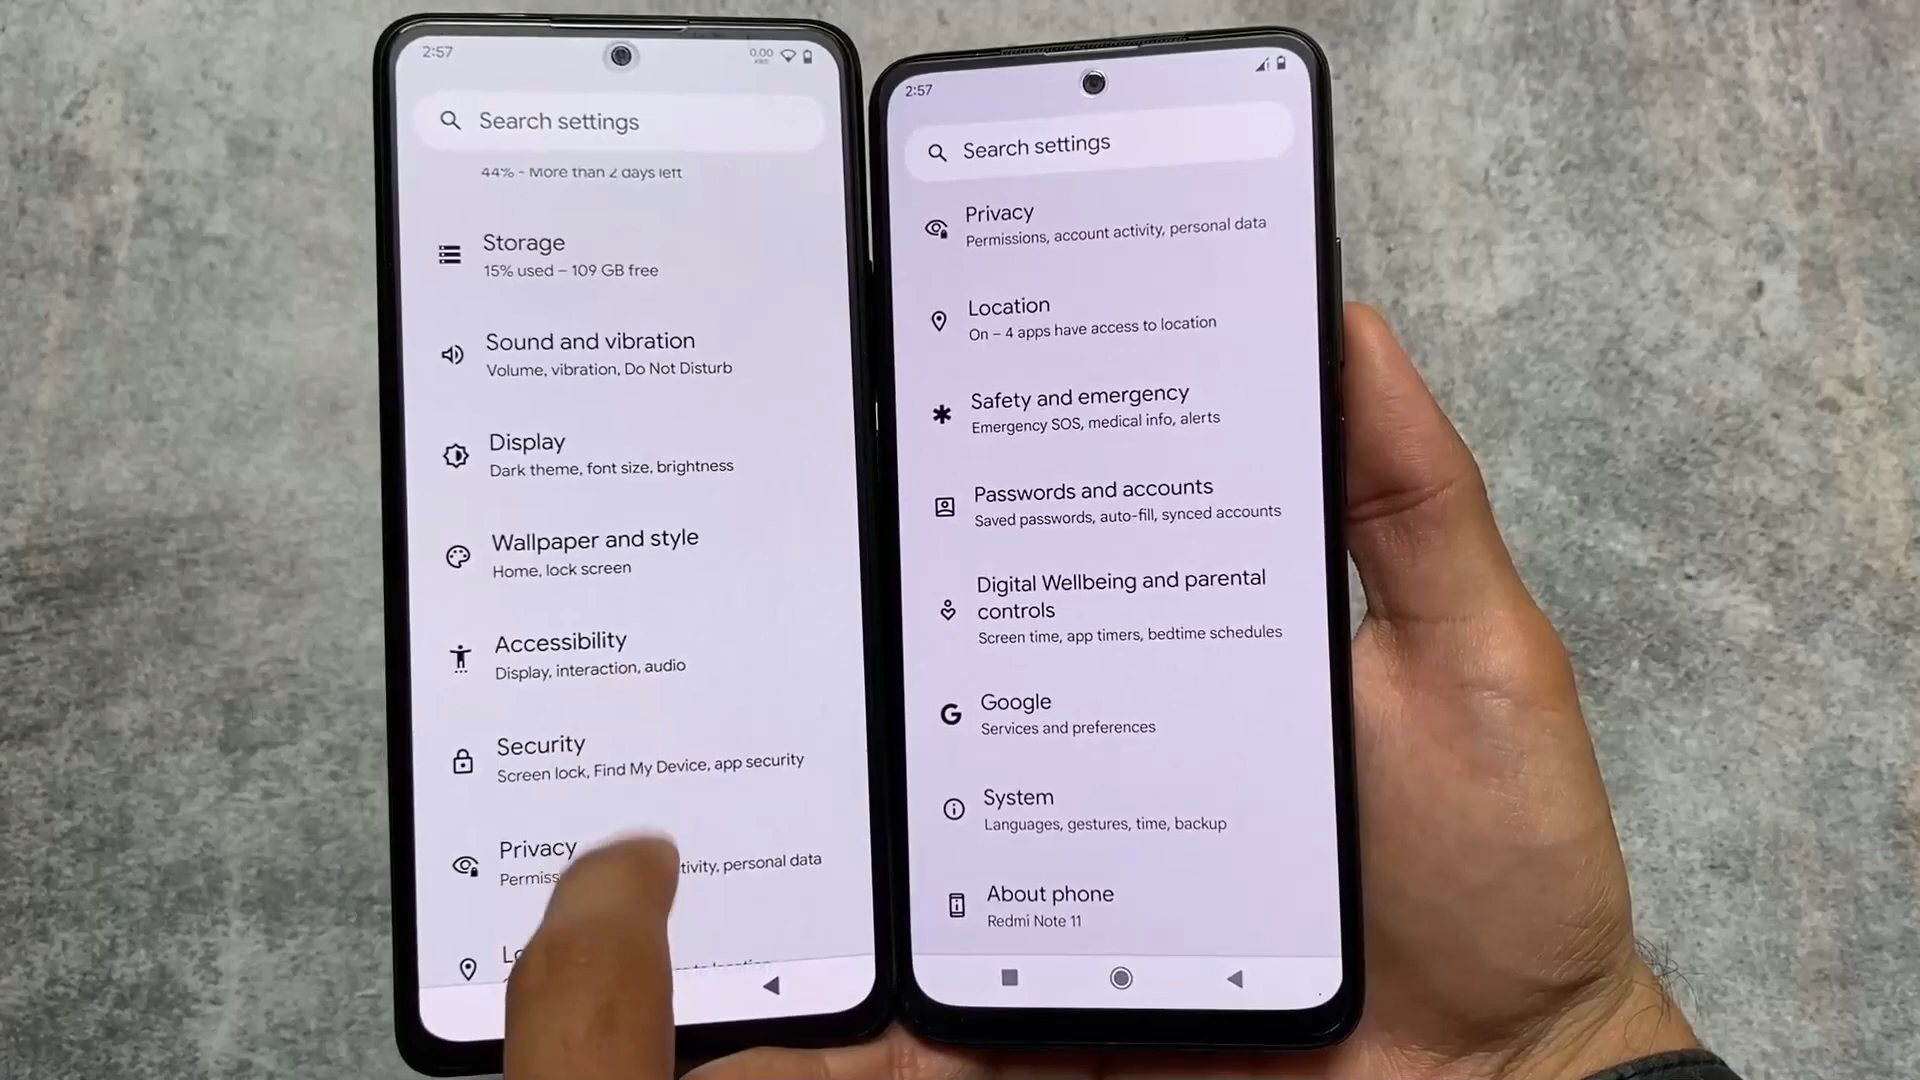 2:57
0.00
Search settings
44% - More than 2 days left
Storage
15% used – 109 GB free
Sound and vibration
Volume, vibration, Do Not Disturb
Display
Dark theme, font size, brightness
Wallpaper and style
Home, lock screen
Accessibility
Display, interaction, audio
Security
Screen lock, Find My Device, app security
Privacy
Permiss tivity, personal data
Lo
2:57
Search settings
Privacy
Permissions, account activity, personal data
Location
On – 4 apps have access to location
Safety and emergency
Emergency SOS, medical info, alerts
Passwords and accounts
Saved passwords, auto-fill, synced accounts
Digital Wellbeing and parental
controls
Screen time, app timers, bedtime schedules
Google
Services and preferences
System
Languages, gestures, time, backup
About phone
Redmi Note 11